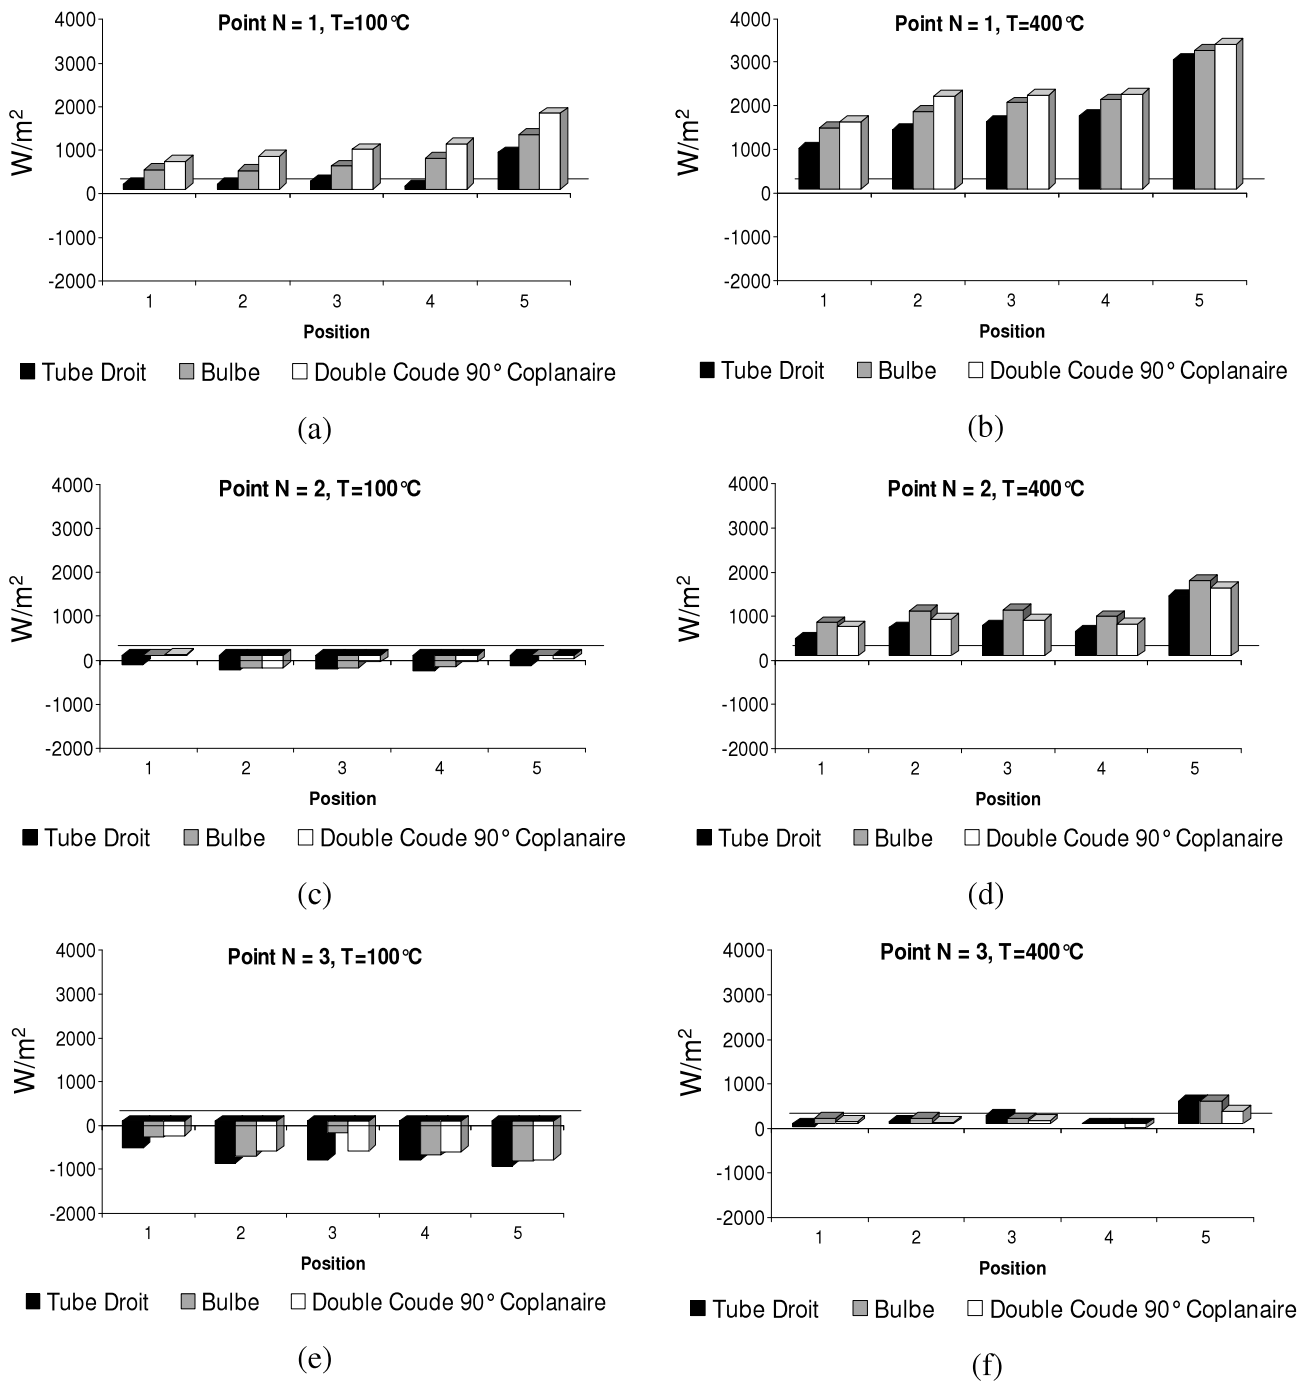 Point N = 1, T=100°C
4000
3000
2000
1000
0
-1000
-2000
W/m2
1 2 3 4 5
Position
Tube Droit Bulbe Double Coude 90° Coplanaire
(a)
Point N = 1, T=400°C
4000
3000
2000
1000
0
-1000
-2000
W/m2
1 2 3 4 5
Position
Tube Droit Bulbe Double Coude 90° Coplanaire
(b)
Point N = 2, T=100°C
4000
3000
2000
1000
0
-1000
-2000
W/m2
1 2 3 4 5
Position
Tube Droit Bulbe Double Coude 90° Coplanaire
(c)
Point N = 2, T=400°C
4000
3000
2000
1000
0
-1000
-2000
W/m2
1 2 3 4 5
Position
Tube Droit Bulbe Double Coude 90° Coplanaire
(d)
Point N = 3, T=100°C
4000
3000
2000
1000
0
-1000
-2000
W/m2
1 2 3 4 5
Position
Tube Droit Bulbe Double Coude 90° Coplanaire
(e)
Point N = 3, T=400°C
4000
3000
2000
1000
0
-1000
-2000
W/m2
1 2 3 4 5
Position
Tube Droit Bulbe Double Coude 90° Coplanaire
(f)